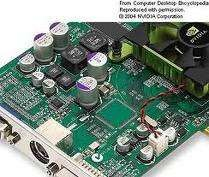 From Computer Desktop Encyclopedia
Reproduced with permission.
© 2004 NVIDIA Corporation